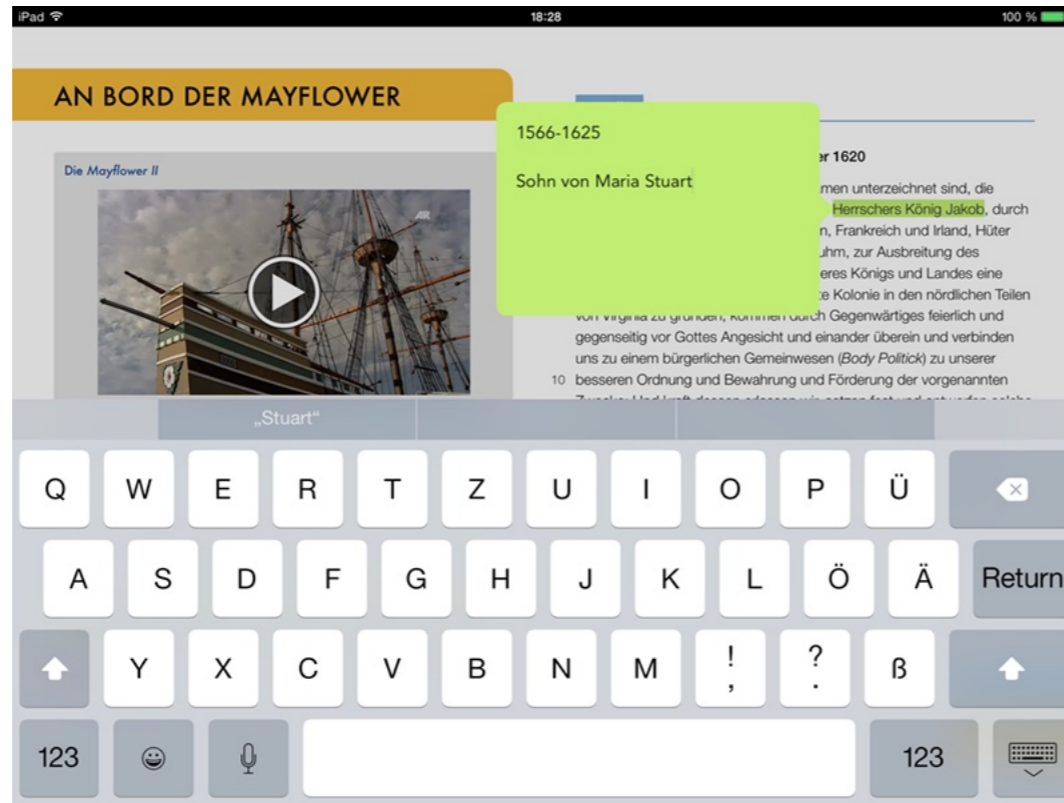 iPad 18:28 100 %
AN BORD DER MAYFLOWER
Die Mayflower II
1566-1625
Sohn von Maria Stuart
er 1620
men unterzeichnet sind, die
Herrschers König Jakob, durch
n, Frankreich und Irland, Hüter
uhm, zur Ausbreitung des
eres Königs und Landes eine
te Kolonie in den nördlichen Teilen
von Virginia zu gründen, kommen durch Gegenwärtiges feierlich und
gegenseitig vor Gottes Angesicht und einander überein und verbinden
uns zu einem bürgerlichen Gemeinwesen (Body Politick) zu unserer
10 besseren Ordnung und Bewahrung und Förderung der vorgenannten
„Stuart“
Q W E R T Z U I O P Ü
A S D F G H J K L Ö Ä Return
Y X C V B N M ! , ? . ß
123 123